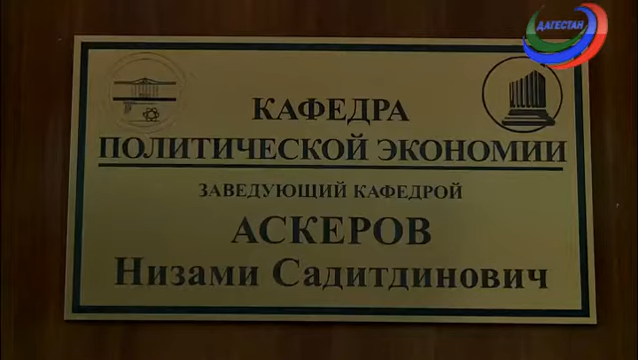 ДАГЕСТАН
КАФЕДРА
ПОЛИТИЧЕСКОЙ ЭКОНОМИИ
ЗАВЕДУЮЩИЙ КАФЕДРОЙ
АСКЕРОВ
Низами Садитдинович